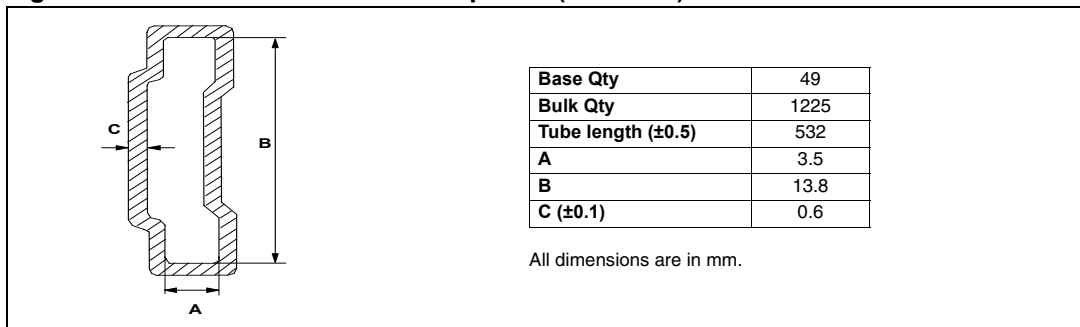 C
B
A
Base Qty 49
Bulk Qty 1225
Tube length (±0.5) 532
A 3.5
B 13.8
C (±0.1) 0.6
All dimensions are in mm.